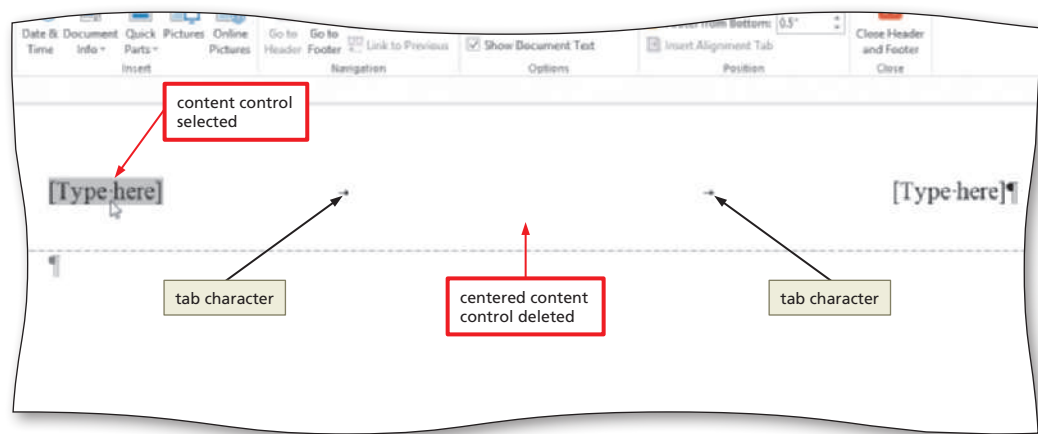 Date & Document Quick Pictures Online Go to Go to Link to Previous Show Document Text from Bottom: 0.5" Close Header
Time Info Parts Pictures Header Footer Insert Alignment Tab and Footer
Insert Navigation Options Position Close
content control
selected
[Type·here] → → [Type·here]¶
¶
tab character
centered content
control deleted
tab character